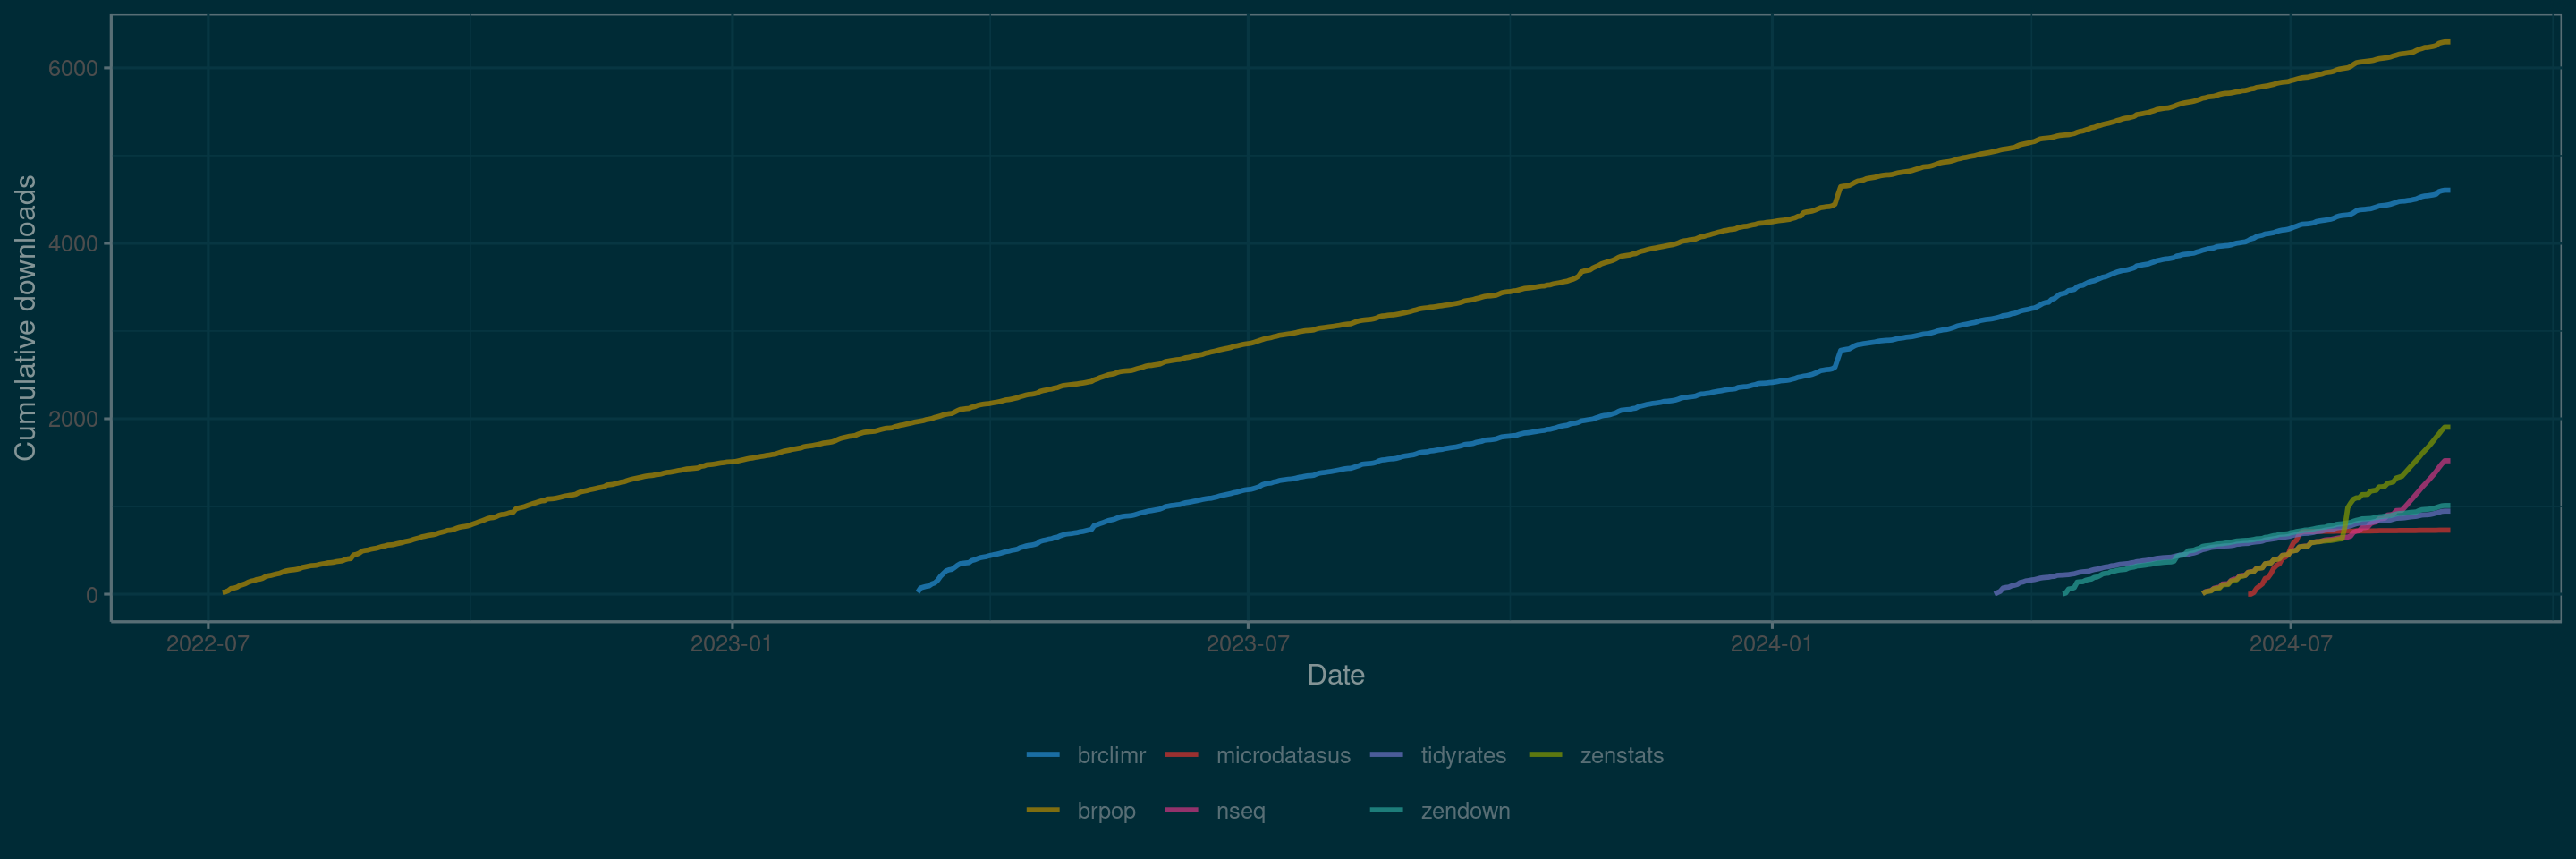 Cumulative downloads
6000
4000
2000
0
2022-07 2023-01 2023-07 2024-01 2024-07
Date
brclimr microdatasus tidyrates zenstats
brpop nseq zendown